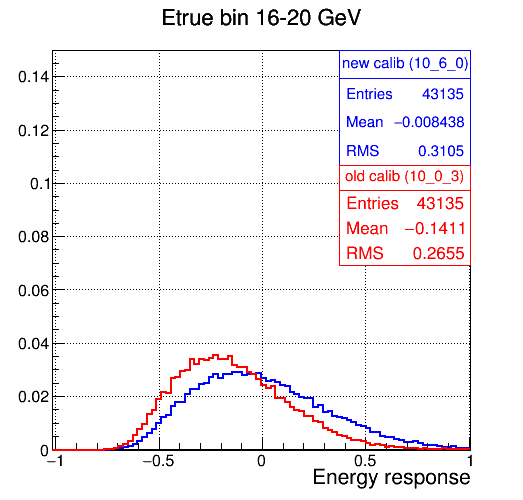 Etrue bin 16-20 GeV
new calib (10_6_0)
Entries 43135
Mean −0.008438
RMS 0.3105
old calib (10_0_3)
Entries 43135
Mean −0.1411
RMS 0.2655
0.14
0.12
0.1
0.08
0.06
0.04
0.02
0
−1 −0.5 0 0.5 1
Energy response